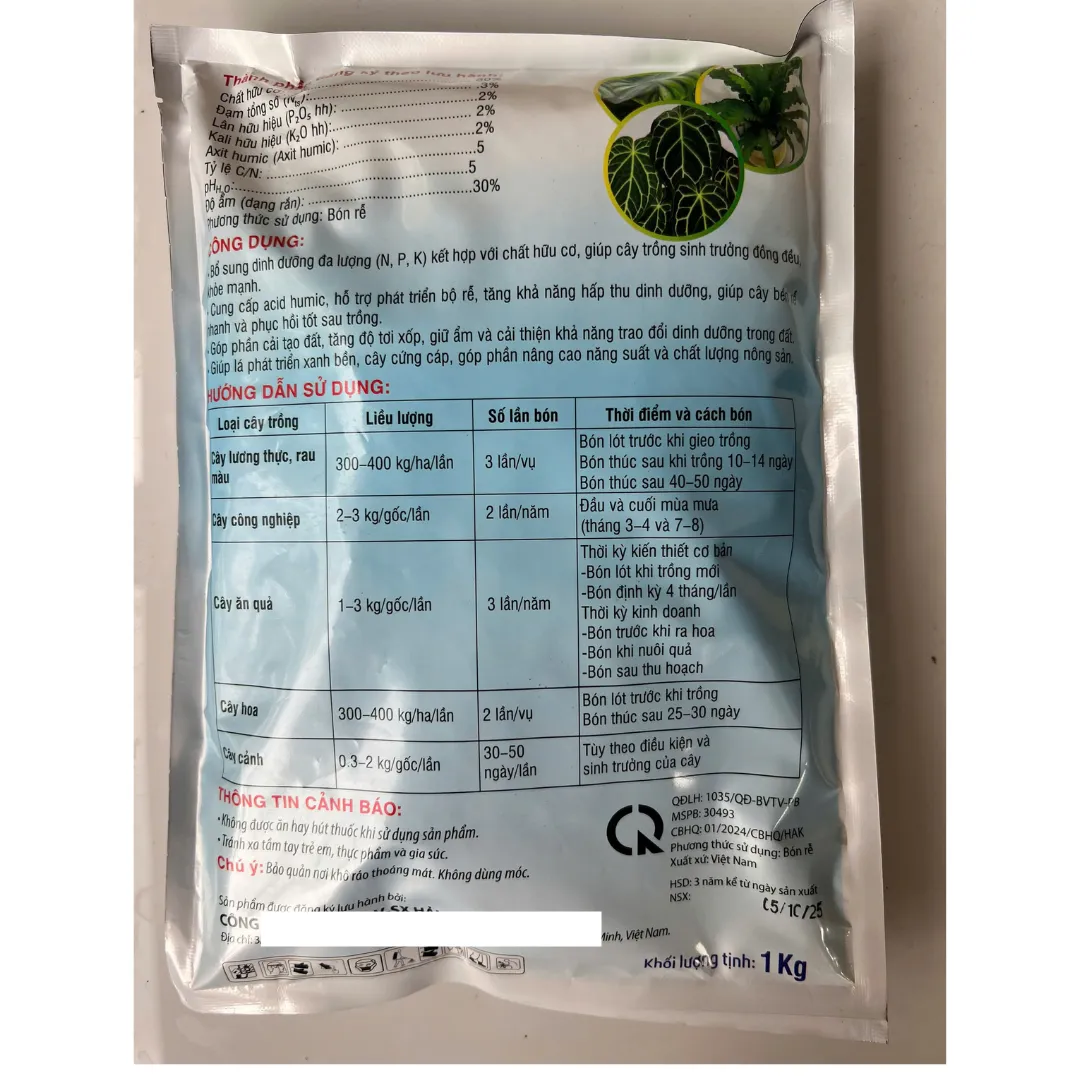 Thành phần
Chất hữu cơ
Đạm tổng số (Nts):.....3%
Lân hữu hiệu (P₂O₅ hh):.....2%
Kali hữu hiệu (K₂O hh):.....2%
Axit humic (Axit humic):.....2%
Tỷ lệ C/N:.....5
pHH₂O:.....5
Độ ẩm (dạng rắn):.....30%
Phương thức sử dụng: Bón rễ
CÔNG DỤNG:
•Bổ sung dinh dưỡng đa lượng (N, P, K) kết hợp với chất hữu cơ, giúp cây trồng sinh trưởng đồng đều,
khỏe mạnh.
•Cung cấp acid humic, hỗ trợ phát triển bộ rễ, tăng khả năng hấp thu dinh dưỡng, giúp cây bén rễ
nhanh và phục hồi tốt sau trồng.
•Góp phần cải tạo đất, tăng độ tơi xốp, giữ ẩm và cải thiện khả năng trao đổi dinh dưỡng trong đất.
•Giúp lá phát triển xanh bền, cây cứng cáp, góp phần nâng cao năng suất và chất lượng nông sản.
HƯỚNG DẪN SỬ DỤNG:
Loại cây trồng Liều lượng Số lần bón Thời điểm và cách bón
Cây lương thực, rau
màu
300–400 kg/ha/lần
3 lần/vụ
Bón lót trước khi gieo trồng
Bón thúc sau khi trồng 10–14 ngày
Bón thúc sau 40–50 ngày
Cây công nghiệp
2–3 kg/gốc/lần
2 lần/năm
Đầu và cuối mùa mưa
(tháng 3–4 và 7–8)
Cây ăn quả
1–3 kg/gốc/lần
3 lần/năm
Thời kỳ kiến thiết cơ bản
-Bón lót khi trồng mới
-Bón định kỳ 4 tháng/lần
Thời kỳ kinh doanh
-Bón trước khi ra hoa
-Bón khi nuôi quả
-Bón sau thu hoạch
Cây hoa
300–400 kg/ha/lần
2 lần/vụ
Bón lót trước khi trồng
Bón thúc sau 25–30 ngày
Cây cảnh
0.3–2 kg/gốc/lần
30–50
ngày/lần
Tùy theo điều kiện và
sinh trưởng của cây
THÔNG TIN CẢNH BÁO:
•Không được ăn hay hút thuốc khi sử dụng sản phẩm.
•Tránh xa tầm tay trẻ em, thực phẩm và gia súc.
Chú ý: Bảo quản nơi khô ráo thoáng mát. Không dùng móc.
CR
QĐLH: 1035/QĐ-BVTV-PB
MSPB: 30493
CBHQ: 01/2024/CBHQ/HAK
Phương thức sử dụng: Bón rễ
Xuất xứ: Việt Nam
HSD: 3 năm kể từ ngày sản xuất
NSX:
05/10/25
Sản phẩm được đăng ký lưu hành bởi:
CÔNG
Địa chỉ: 3, Minh, Việt Nam.
Khối lượng tịnh: 1 Kg